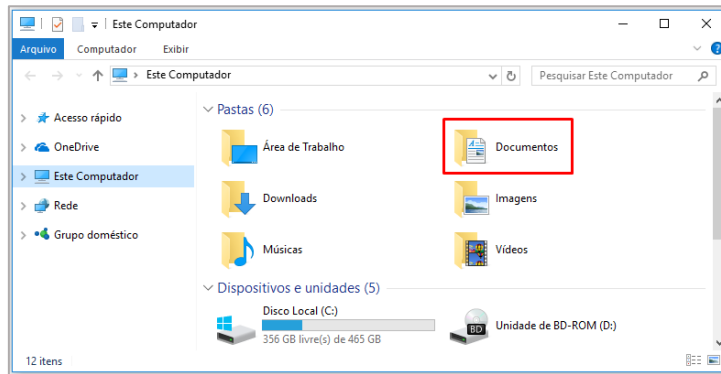 Este Computador
Arquivo Computador Exibir
Este Computador Pesquisar Este Computador
Acesso rápido
OneDrive
Este Computador
Rede
Grupo doméstico
Pastas (6)
Área de Trabalho Documentos
Downloads Imagens
Músicas Vídeos
Dispositivos e unidades (5)
Disco Local (C:)
356 GB livre(s) de 465 GB
BD Unidade de BD-ROM (D:)
12 itens